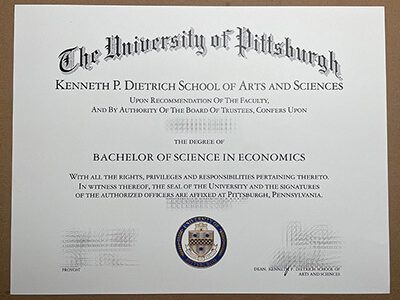 The University of Pittsburgh
KENNETH P. DIETRICH SCHOOL OF ARTS AND SCIENCES
UPON RECOMMENDATION OF THE FACULTY,
AND BY AUTHORITY OF THE BOARD OF TRUSTEES, CONFERS UPON
THE DEGREE OF
BACHELOR OF SCIENCE IN ECONOMICS
WITH ALL THE RIGHTS, PRIVILEGES AND RESPONSIBILITIES PERTAINING THERETO.
IN WITNESS THEREOF, THE SEAL OF THE UNIVERSITY AND THE SIGNATURES
OF THE AUTHORIZED OFFICERS ARE AFFIXED AT PITTSBURGH, PENNSYLVANIA.
PROVOST
DEAN, KENNETH P. DIETRICH SCHOOL OF
ARTS AND SCIENCES